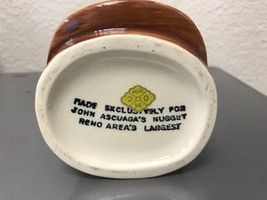 MADE EXCLUSIVELY FOR
JOHN ASCUAGA'S NUGGET
RENO AREA'S LARGEST